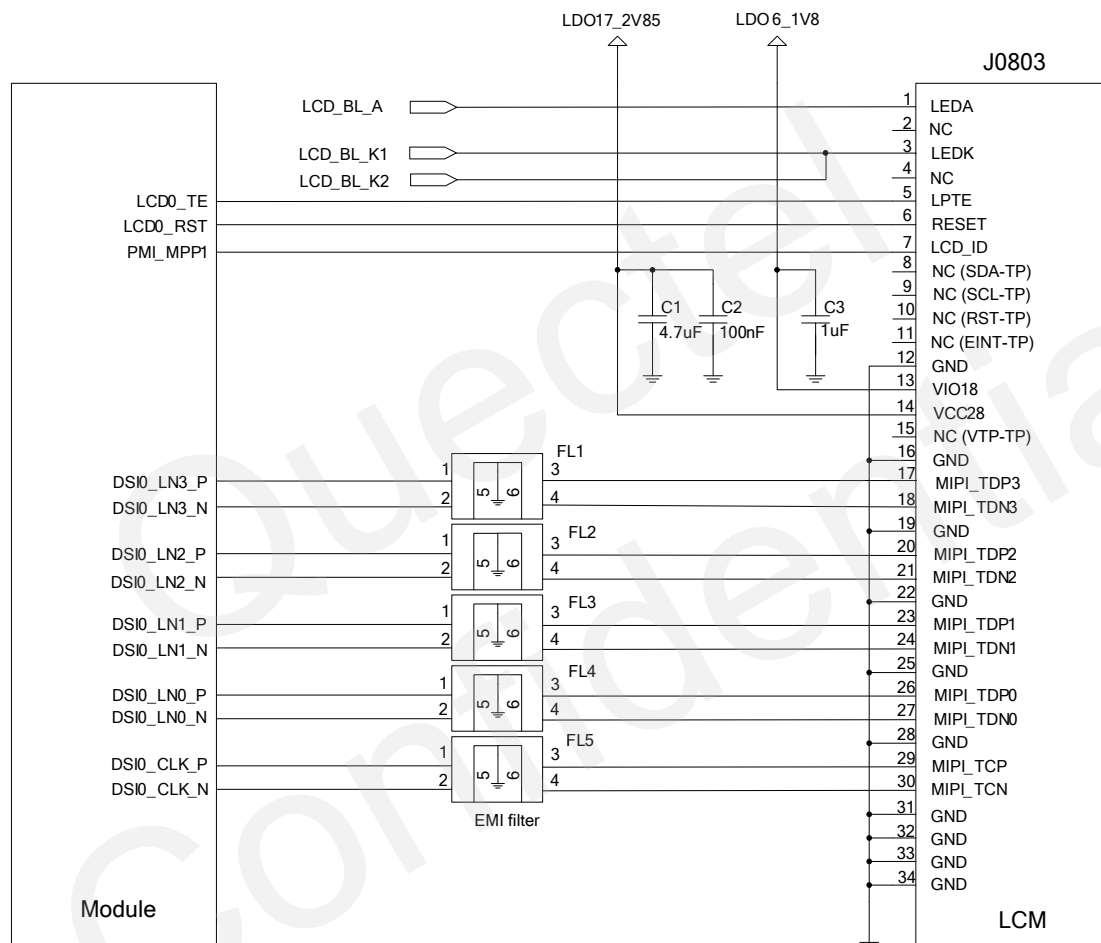 LDO17_2V85
LDO6_1V8
J0803
LCD_BL_A
1 LEDA
2 NC
LCD_BL_K1
3 LEDK
LCD_BL_K2
4 NC
LCD0_TE
5 LPTE
LCD0_RST
6 RESET
PMI_MPP1
7 LCD_ID
8 NC (SDA-TP)
9 NC (SCL-TP)
C1
4.7uF
C2
100nF
C3
1uF
10 NC (RST-TP)
11 NC (EINT-TP)
12 GND
13 VIO18
14 VCC28
15 NC (VTP-TP)
16 GND
FL1
DSI0_LN3_P 1 3 17 MIPI_TDP3
5 6
DSI0_LN3_N 2 4 18 MIPI_TDN3
19 GND
FL2
DSI0_LN2_P 1 3 20 MIPI_TDP2
5 6
DSI0_LN2_N 2 4 21 MIPI_TDN2
22 GND
FL3
DSI0_LN1_P 1 3 23 MIPI_TDP1
5 6
DSI0_LN1_N 2 4 24 MIPI_TDN1
25 GND
FL4
DSI0_LN0_P 1 3 26 MIPI_TDP0
5 6
DSI0_LN0_N 2 4 27 MIPI_TDN0
28 GND
FL5
DSI0_CLK_P 1 3 29 MIPI_TCP
5 6
DSI0_CLK_N 2 4 30 MIPI_TCN
EMI filter
31 GND
32 GND
33 GND
34 GND
Module
LCM
Quectel
Confidentia